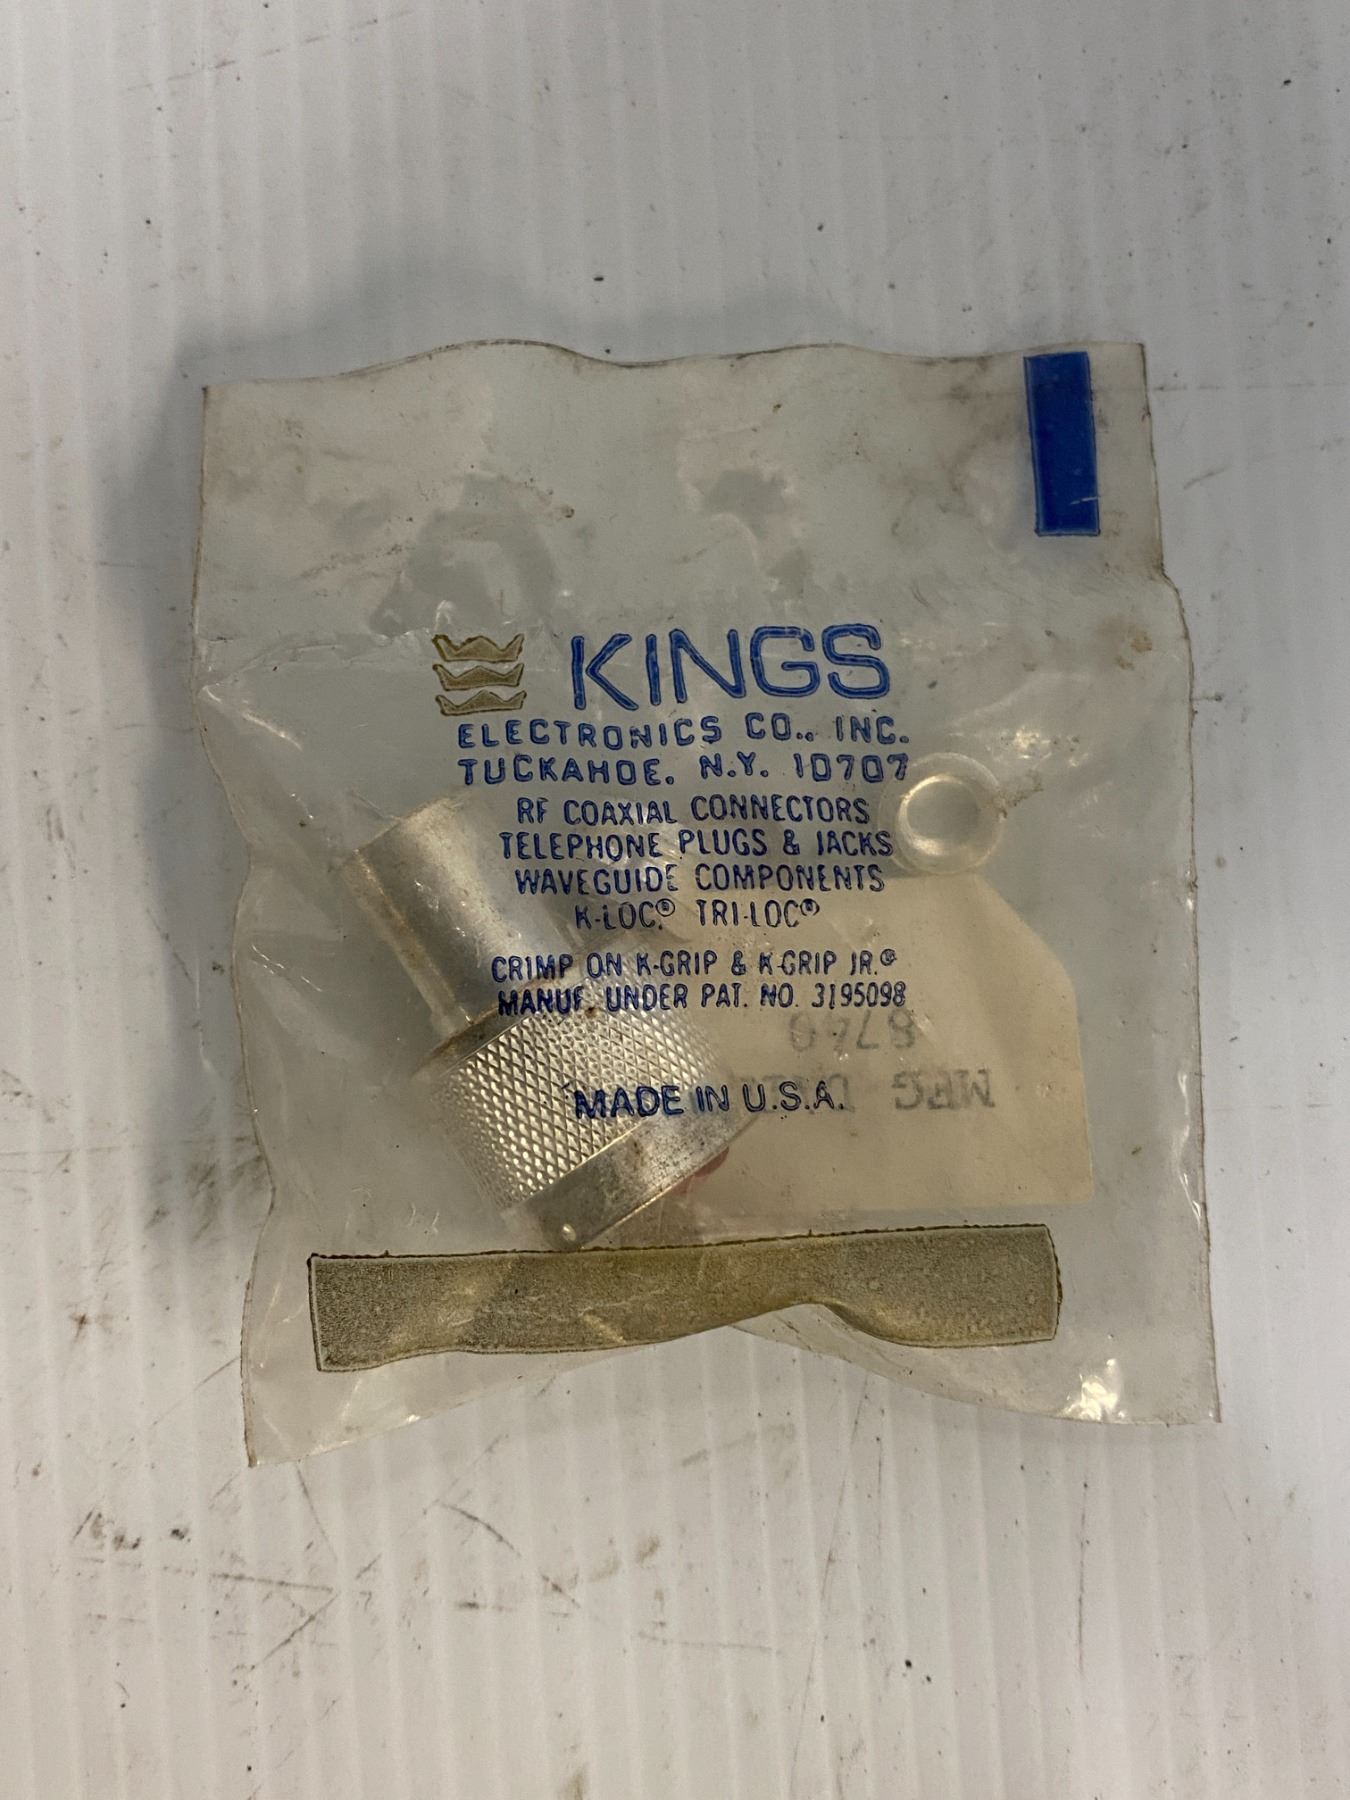 KINGS
ELECTRONICS CO., INC.
TUCKAHOE, N.Y. 10707
RF COAXIAL CONNECTORS
TELEPHONE PLUGS & JACKS
WAVEGUIDE COMPONENTS
K-LOC® TRI-LOC®
CRIMP ON K-GRIP & K-GRIP JR.®
MANUF. UNDER PAT. NO. 3195098
MADE IN U.S.A.
MFG